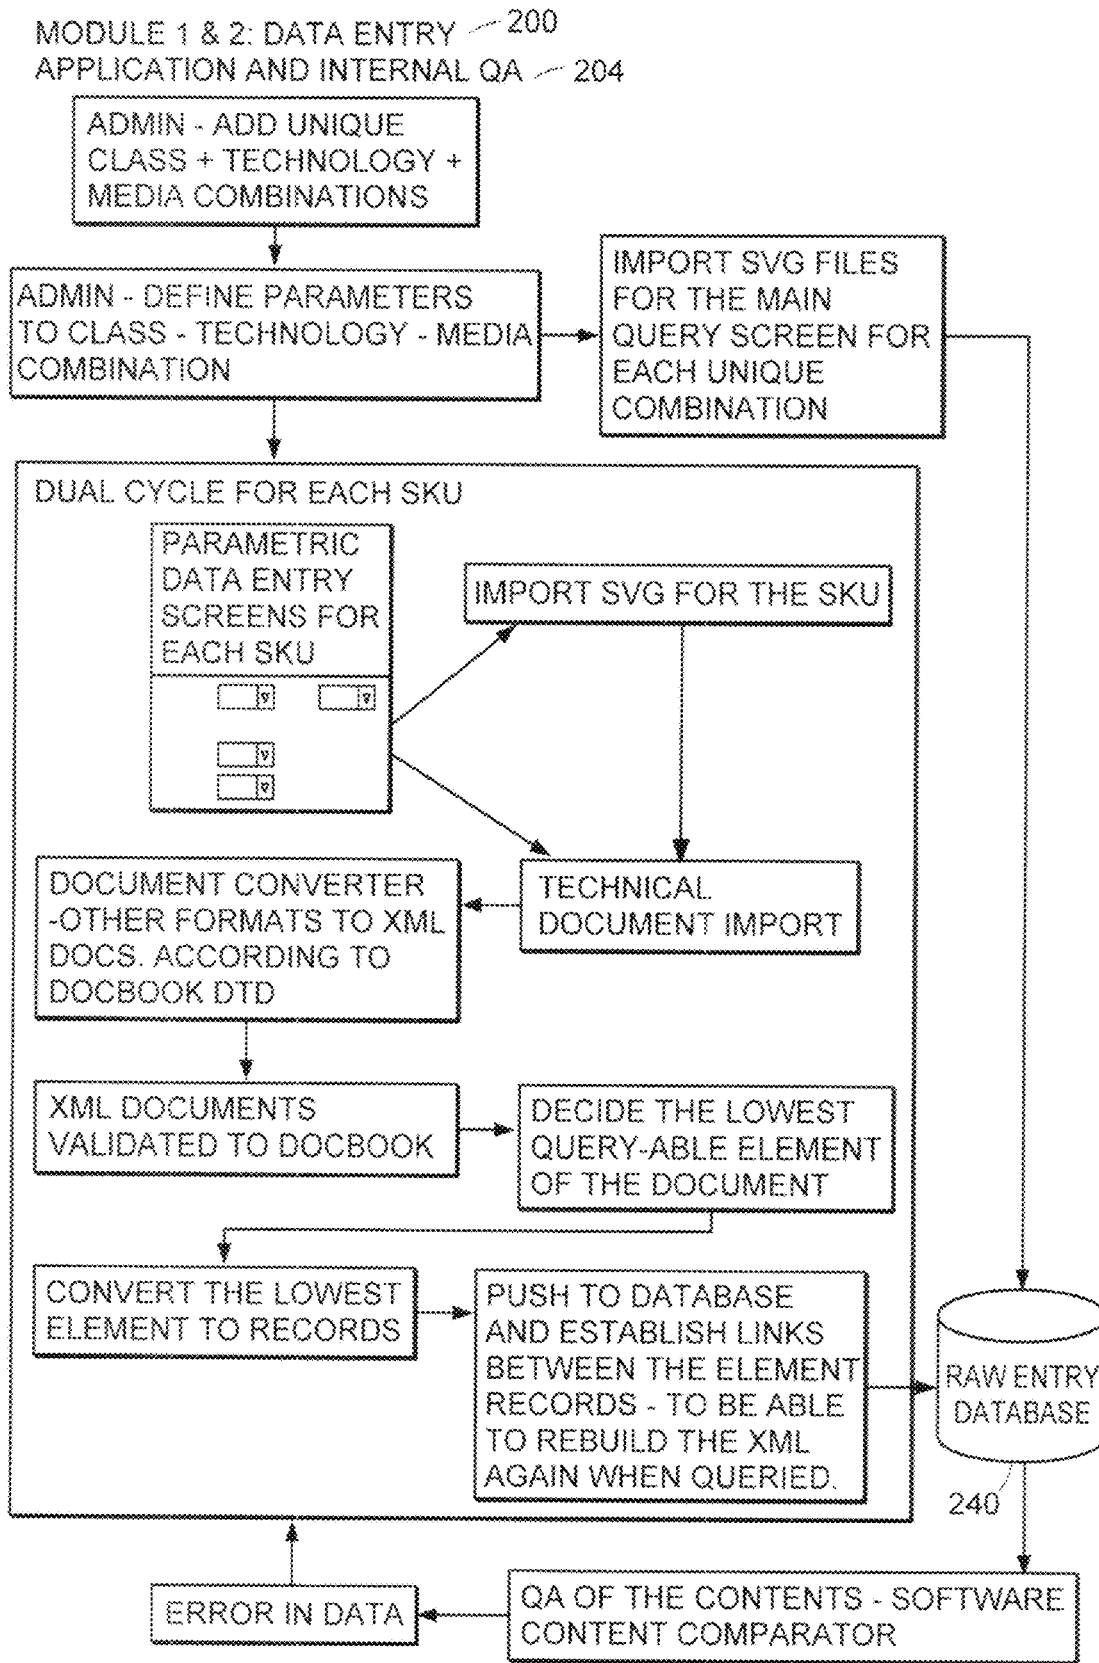 MODULE 1 & 2: DATA ENTRY 200
APPLICATION AND INTERNAL QA 204
ADMIN - ADD UNIQUE
CLASS + TECHNOLOGY +
MEDIA COMBINATIONS
ADMIN - DEFINE PARAMETERS
TO CLASS - TECHNOLOGY - MEDIA
COMBINATION
IMPORT SVG FILES
FOR THE MAIN
QUERY SCREEN FOR
EACH UNIQUE
COMBINATION
DUAL CYCLE FOR EACH SKU
PARAMETRIC
DATA ENTRY
SCREENS FOR
EACH SKU
IMPORT SVG FOR THE SKU
TECHNICAL
DOCUMENT IMPORT
DOCUMENT CONVERTER
-OTHER FORMATS TO XML
DOCS. ACCORDING TO
DOCBOOK DTD
XML DOCUMENTS
VALIDATED TO DOCBOOK
DECIDE THE LOWEST
QUERY-ABLE ELEMENT
OF THE DOCUMENT
CONVERT THE LOWEST
ELEMENT TO RECORDS
PUSH TO DATABASE
AND ESTABLISH LINKS
BETWEEN THE ELEMENT
RECORDS - TO BE ABLE
TO REBUILD THE XML
AGAIN WHEN QUERIED.
RAW ENTRY
DATABASE
240
QA OF THE CONTENTS - SOFTWARE
CONTENT COMPARATOR
ERROR IN DATA